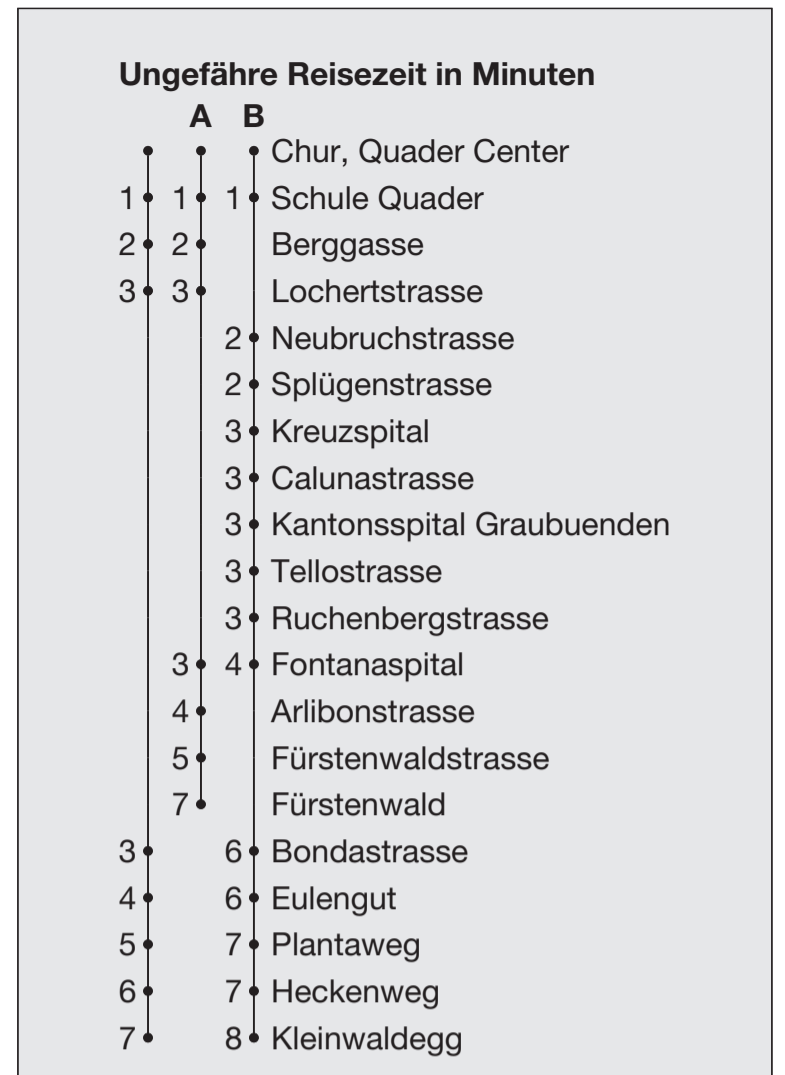 Ungefähre Reisezeit in Minuten
A B
Chur, Quader Center
1 1 1 Schule Quader
2 2 Berggasse
3 3 Lochertstrasse
2 Neubruchstrasse
2 Splügenstrasse
3 Kreuzspital
3 Calunastrasse
3 Kantonsspital Graubuenden
3 Tellostrasse
3 Ruchenbergstrasse
3 4 Fontanaspital
4 Arlibonstrasse
5 Fürstenwaldstrasse
7 Fürstenwald
3 6 Bondastrasse
4 6 Eulengut
5 7 Plantaweg
6 7 Heckenweg
7 8 Kleinwaldegg